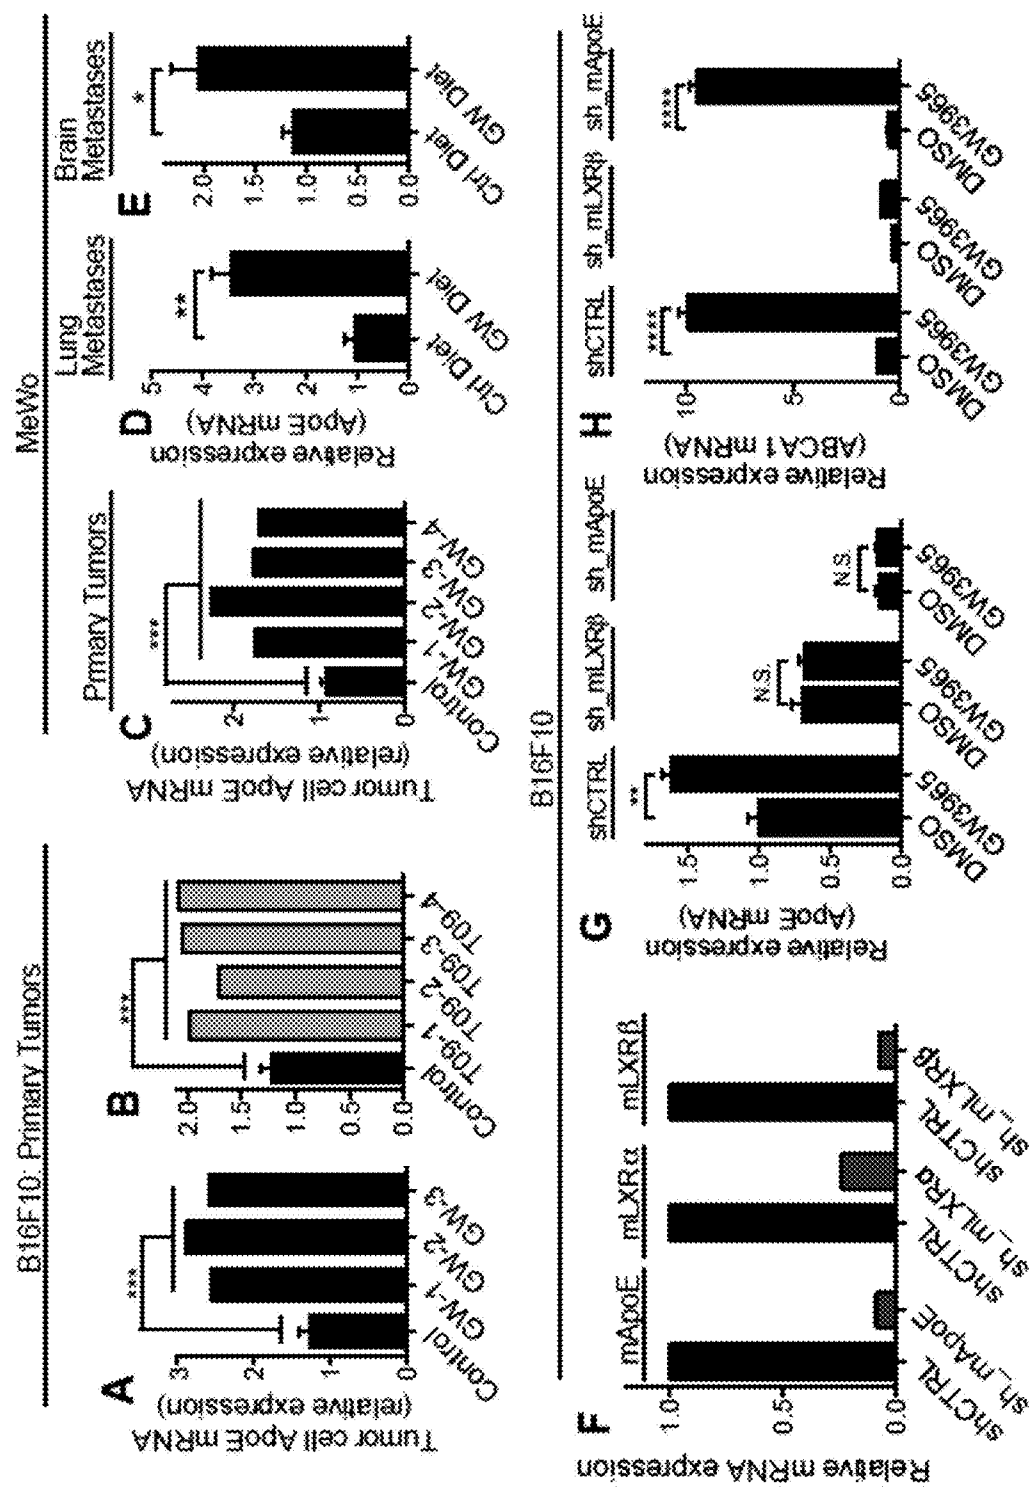 B16F10: Primary Tumors
A
Tumor cell ApoE mRNA
(relative expression)
3
2
1
0
***
Control
GW-1
GW-2
GW-3
B
2.0
1.5
1.0
0.5
0.0
***
Control
T09-1
T09-2
T09-3
T09-4
MeWo
C
Primary Tumors
Tumor cell ApoE mRNA
(relative expression)
2
1
0
***
Control
GW-1
GW-2
GW-3
GW-4
D
Lung
Metastases
Relative expression
(ApoE mRNA)
5
4
3
2
1
0
**
Ctrl Diet
GW Diet
E
Brain
Metastases
2.0
1.5
1.0
0.5
0.0
*
Ctrl Diet
GW Diet
B16F10
F
Relative mRNA expression
1.0
0.5
0.0
mApoE
mLXRα
mLXRβ
shCTRL
sh_mApoE
shCTRL
sh_mLXRα
shCTRL
sh_mLXRβ
G
Relative expression
(ApoE mRNA)
1.5
1.0
0.5
0.0
shCTRL
sh_mLXRβ
sh_mApoE
**
N.S.
N.S.
DMSO
GW3965
DMSO
GW3965
DMSO
GW3965
H
Relative expression
(ABCA1 mRNA)
10
5
0
shCTRL
sh_mLXRβ
sh_mApoE
****
****
DMSO
GW3965
DMSO
GW3965
DMSO
GW3965